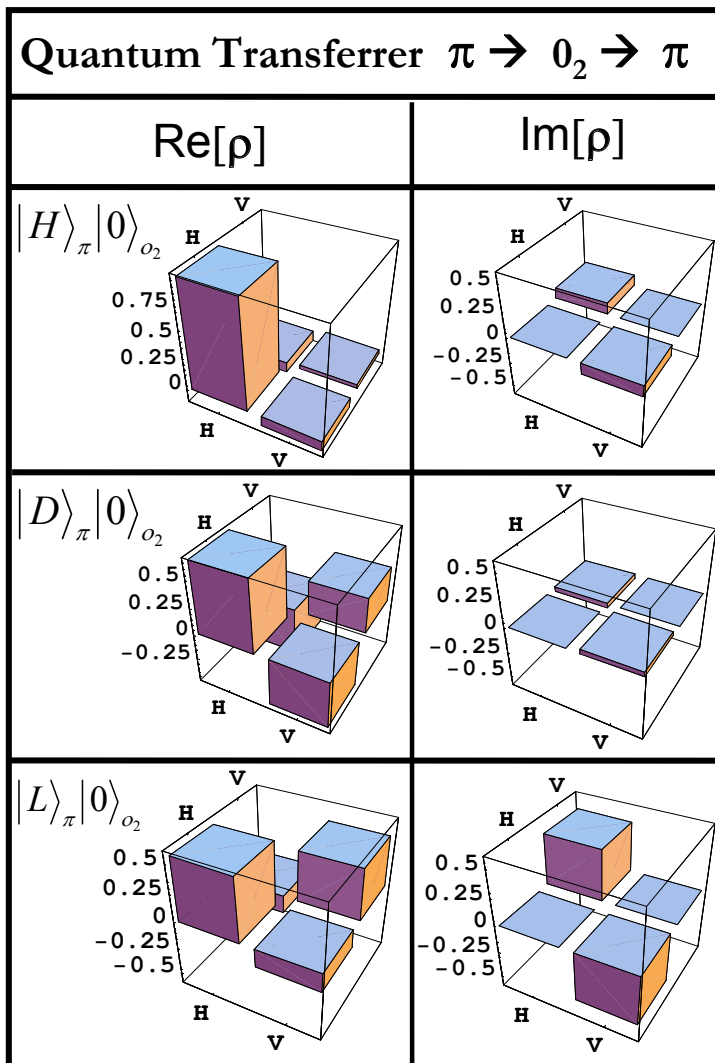 Quantum Transferrer π → 0₂ → π
Re[ρ]
Im[ρ]
|H⟩π|0⟩o₂
V
H
0.75
0.5
0.25
0
H
V
V
H
0.5
0.25
0
-0.25
-0.5
H
V
|D⟩π|0⟩o₂
V
H
0.5
0.25
0
-0.25
H
V
V
H
0.5
0.25
0
-0.25
-0.5
H
V
|L⟩π|0⟩o₂
V
H
0.5
0.25
0
-0.25
-0.5
H
V
V
H
0.5
0.25
0
-0.25
-0.5
H
V